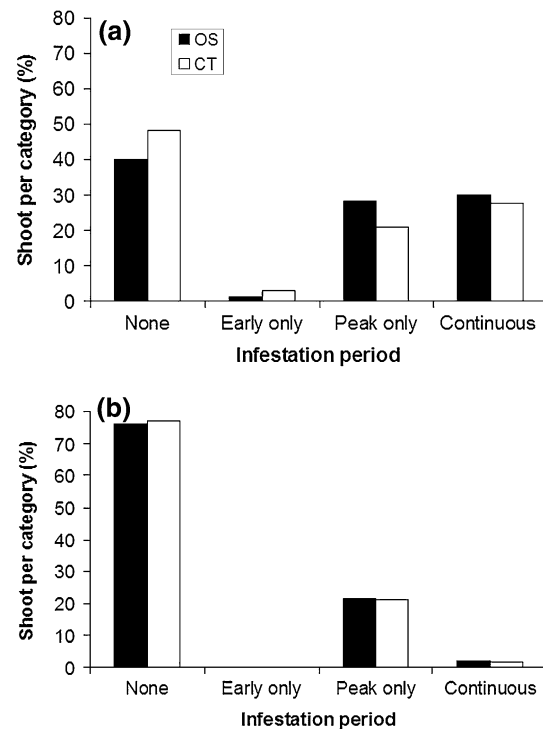 (a)
OS
CT
Shoot per category (%)
80
70
60
50
40
30
20
10
0
None Early only Peak only Continuous
Infestation period
(b)
Shoot per category (%)
80
70
60
50
40
30
20
10
0
None Early only Peak only Continuous
Infestation period